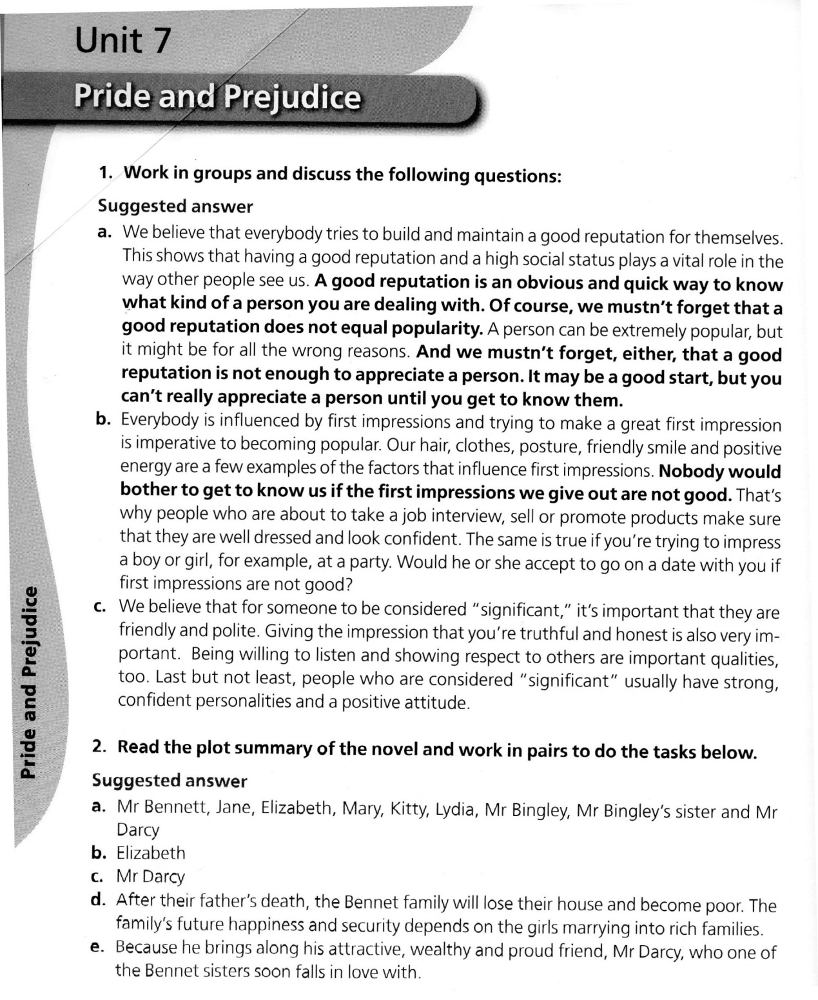 Unit 7
Pride and Prejudice
1. Work in groups and discuss the following questions:
Suggested answer
a. We believe that everybody tries to build and maintain a good reputation for themselves.
This shows that having a good reputation and a high social status plays a vital role in the
way other people see us. A good reputation is an obvious and quick way to know
what kind of a person you are dealing with. Of course, we mustn't forget that a
good reputation does not equal popularity. A person can be extremely popular, but
it might be for all the wrong reasons. And we mustn't forget, either, that a good
reputation is not enough to appreciate a person. It may be a good start, but you
can't really appreciate a person until you get to know them.
b. Everybody is influenced by first impressions and trying to make a great first impression
is imperative to becoming popular. Our hair, clothes, posture, friendly smile and positive
energy are a few examples of the factors that influence first impressions. Nobody would
bother to get to know us if the first impressions we give out are not good. That's
why people who are about to take a job interview, sell or promote products make sure
that they are well dressed and look confident. The same is true if you're trying to impress
a boy or girl, for example, at a party. Would he or she accept to go on a date with you if
first impressions are not good?
c. We believe that for someone to be considered "significant," it's important that they are
friendly and polite. Giving the impression that you're truthful and honest is also very im-
portant. Being willing to listen and showing respect to others are important qualities,
too. Last but not least, people who are considered "significant" usually have strong,
confident personalities and a positive attitude.
2. Read the plot summary of the novel and work in pairs to do the tasks below.
Suggested answer
a. Mr Bennett, Jane, Elizabeth, Mary, Kitty, Lydia, Mr Bingley, Mr Bingley's sister and Mr
Darcy
b. Elizabeth
c. Mr Darcy
d. After their father's death, the Bennet family will lose their house and become poor. The
family's future happiness and security depends on the girls marrying into rich families.
e. Because he brings along his attractive, wealthy and proud friend, Mr Darcy, who one of
the Bennet sisters soon falls in love with.
Pride and Prejudice